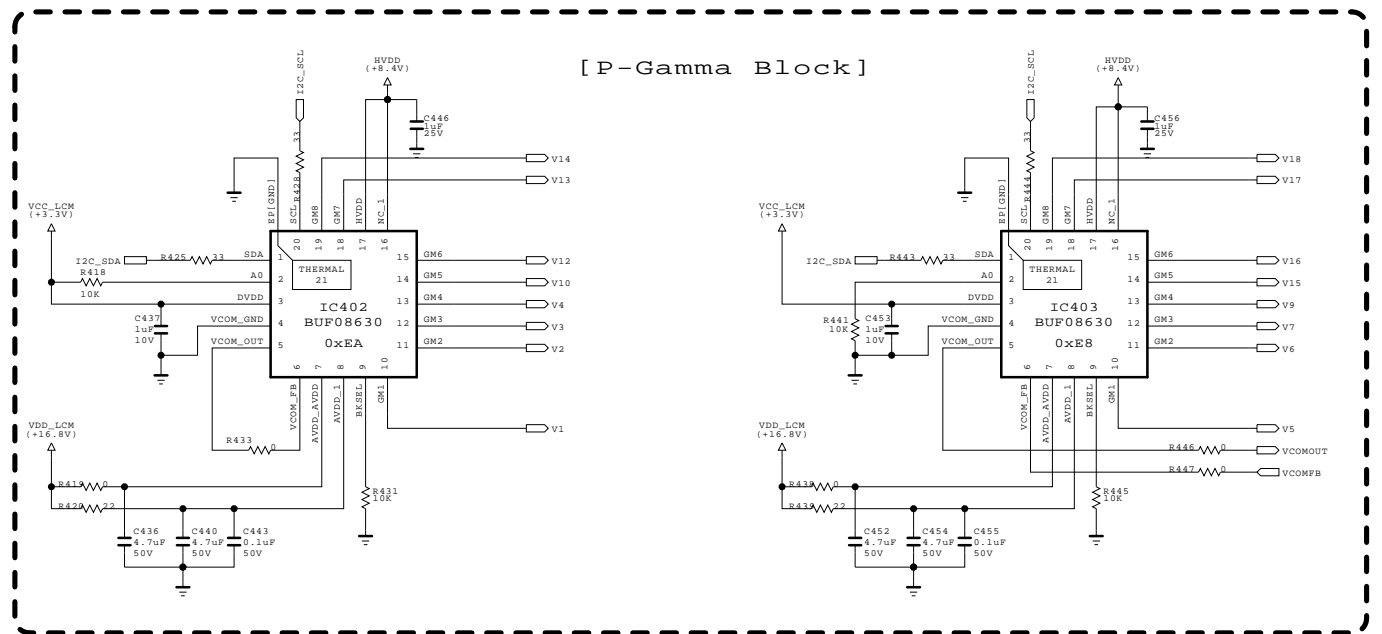 [P-Gamma Block]
I2C_SCL
HVDD
(+8.4V)
C446
1uF
25V
33
R428
V14
V13
EP[GND]
SCL
GM8
GM7
HVDD
NC_1
VCC_LCM
(+3.3V)
20
19
18
17
16
I2C_SDA
R425
33
SDA
1
THERMAL
21
15
GM6
V12
R418
10K
A0
2
14
GM5
V10
DVDD
3
IC402
BUF08630
0xEA
13
GM4
V4
C437
1uF
10V
VCOM_GND
4
12
GM3
V3
VCOM_OUT
5
11
GM2
V2
6
7
8
9
10
VCOM_FB
AVDD_AVDD
AVDD_1
BKSEL
GM1
VDD_LCM
(+16.8V)
R433
0
V1
R419
0
R420
22
R431
10K
C436
4.7uF
50V
C440
4.7uF
50V
C443
0.1uF
50V
I2C_SCL
HVDD
(+8.4V)
C456
1uF
25V
33
R444
V18
V17
EP[GND]
SCL
GM8
GM7
HVDD
NC_1
VCC_LCM
(+3.3V)
20
19
18
17
16
I2C_SDA
R443
33
SDA
1
THERMAL
21
15
GM6
V16
A0
2
14
GM5
V15
DVDD
3
IC403
BUF08630
0xE8
13
GM4
V9
R441
10K
C453
1uF
10V
VCOM_GND
4
12
GM3
V7
VCOM_OUT
5
11
GM2
V6
6
7
8
9
10
VCOM_FB
AVDD_AVDD
AVDD_1
BKSEL
GM1
VDD_LCM
(+16.8V)
V5
R446
0
VCOMOUT
R447
0
VCOMFB
R438
0
R439
22
R445
10K
C452
4.7uF
50V
C454
4.7uF
50V
C455
0.1uF
50V